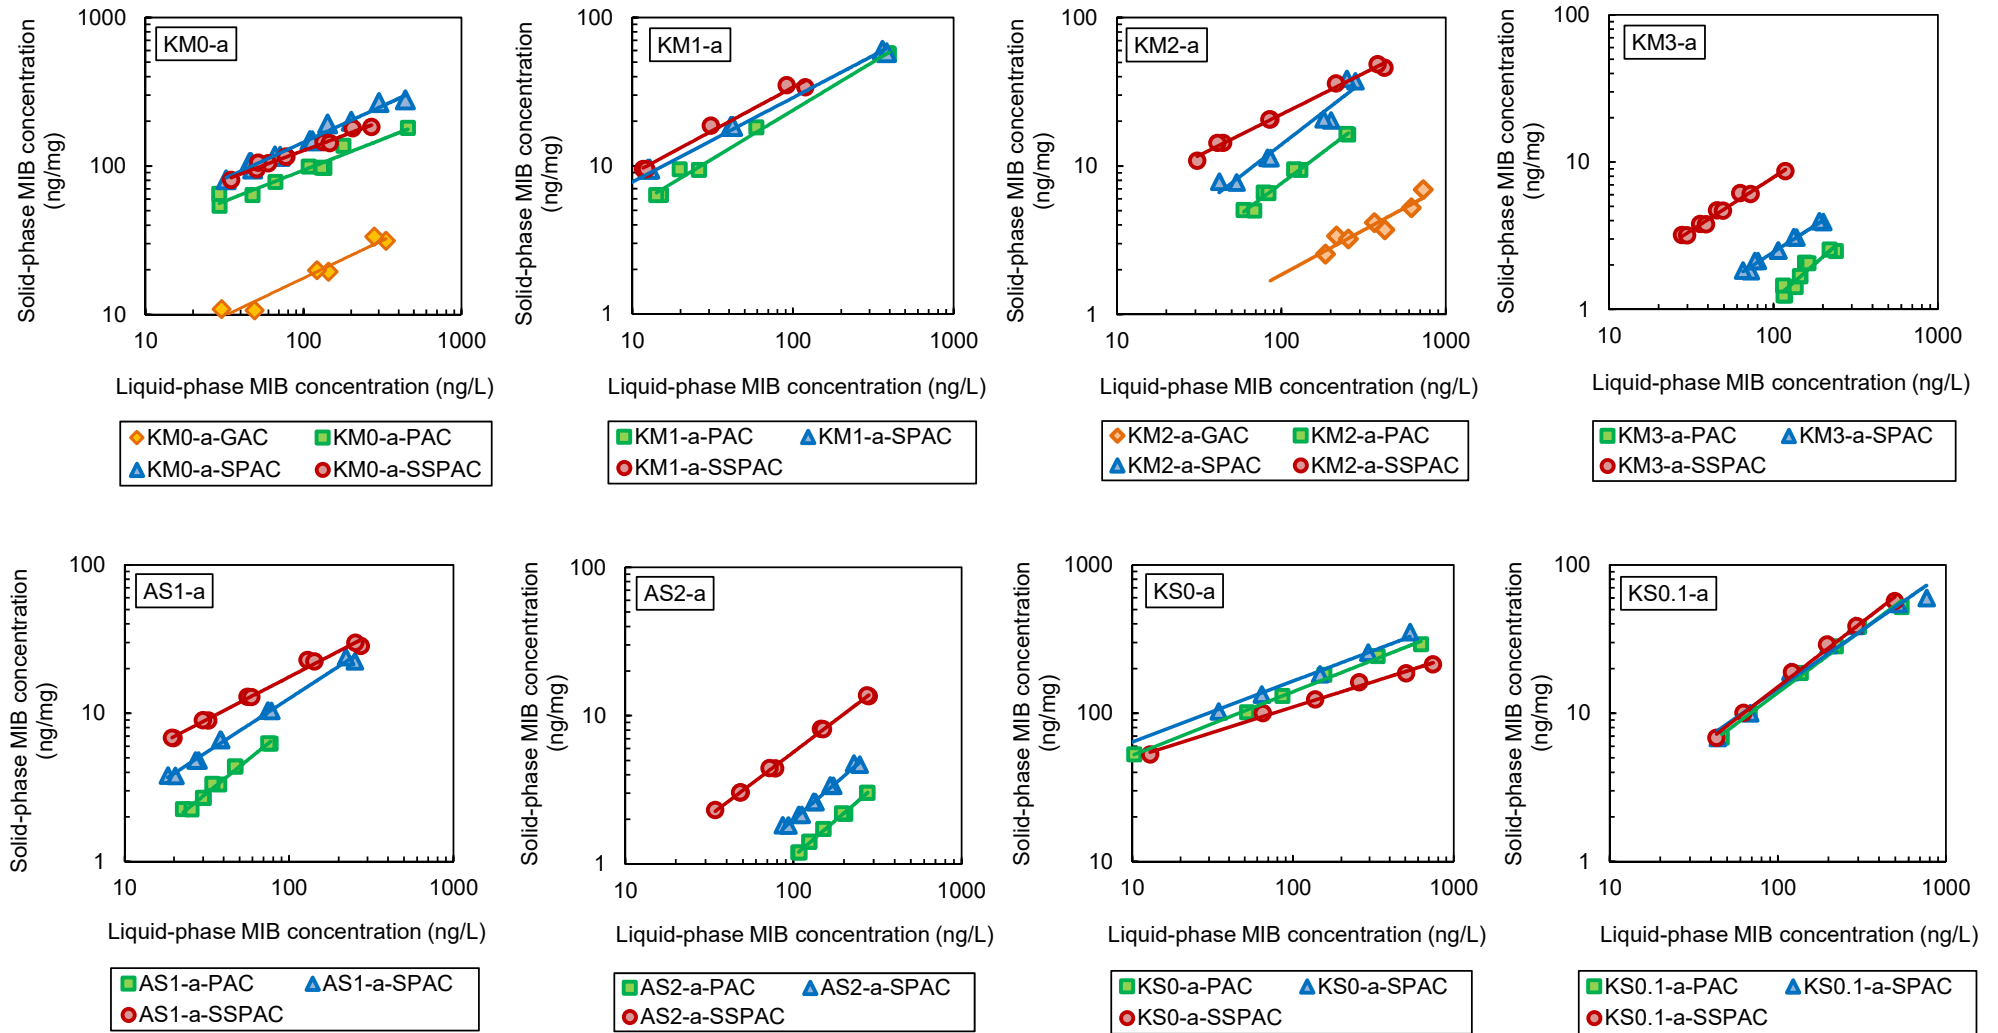 KM0-a
Solid-phase MIB concentration
(ng/mg)
1000
100
10
10
100
1000
Liquid-phase MIB concentration (ng/L)
KM0-a-GAC
KM0-a-PAC
KM0-a-SPAC
KM0-a-SSPAC
KM1-a
Solid-phase MIB concentration
(ng/mg)
100
10
1
10
100
1000
Liquid-phase MIB concentration (ng/L)
KM1-a-PAC
KM1-a-SPAC
KM1-a-SSPAC
KM2-a
Solid-phase MIB concentration
(ng/mg)
100
10
1
10
100
1000
Liquid-phase MIB concentration (ng/L)
KM2-a-GAC
KM2-a-PAC
KM2-a-SPAC
KM2-a-SSPAC
KM3-a
Solid-phase MIB concentration
(ng/mg)
100
10
1
10
100
1000
Liquid-phase MIB concentration (ng/L)
KM3-a-PAC
KM3-a-SPAC
KM3-a-SSPAC
AS1-a
Solid-phase MIB concentration
(ng/mg)
100
10
1
10
100
1000
Liquid-phase MIB concentration (ng/L)
AS1-a-PAC
AS1-a-SPAC
AS1-a-SSPAC
AS2-a
Solid-phase MIB concentration
(ng/mg)
100
10
1
10
100
1000
Liquid-phase MIB concentration (ng/L)
AS2-a-PAC
AS2-a-SPAC
AS2-a-SSPAC
KS0-a
Solid-phase MIB concentration
(ng/mg)
1000
100
10
10
100
1000
Liquid-phase MIB concentration (ng/L)
KS0-a-PAC
KS0-a-SPAC
KS0-a-SSPAC
KS0.1-a
Solid-phase MIB concentration
(ng/mg)
100
10
1
10
100
1000
Liquid-phase MIB concentration (ng/L)
KS0.1-a-PAC
KS0.1-a-SPAC
KS0.1-a-SSPAC